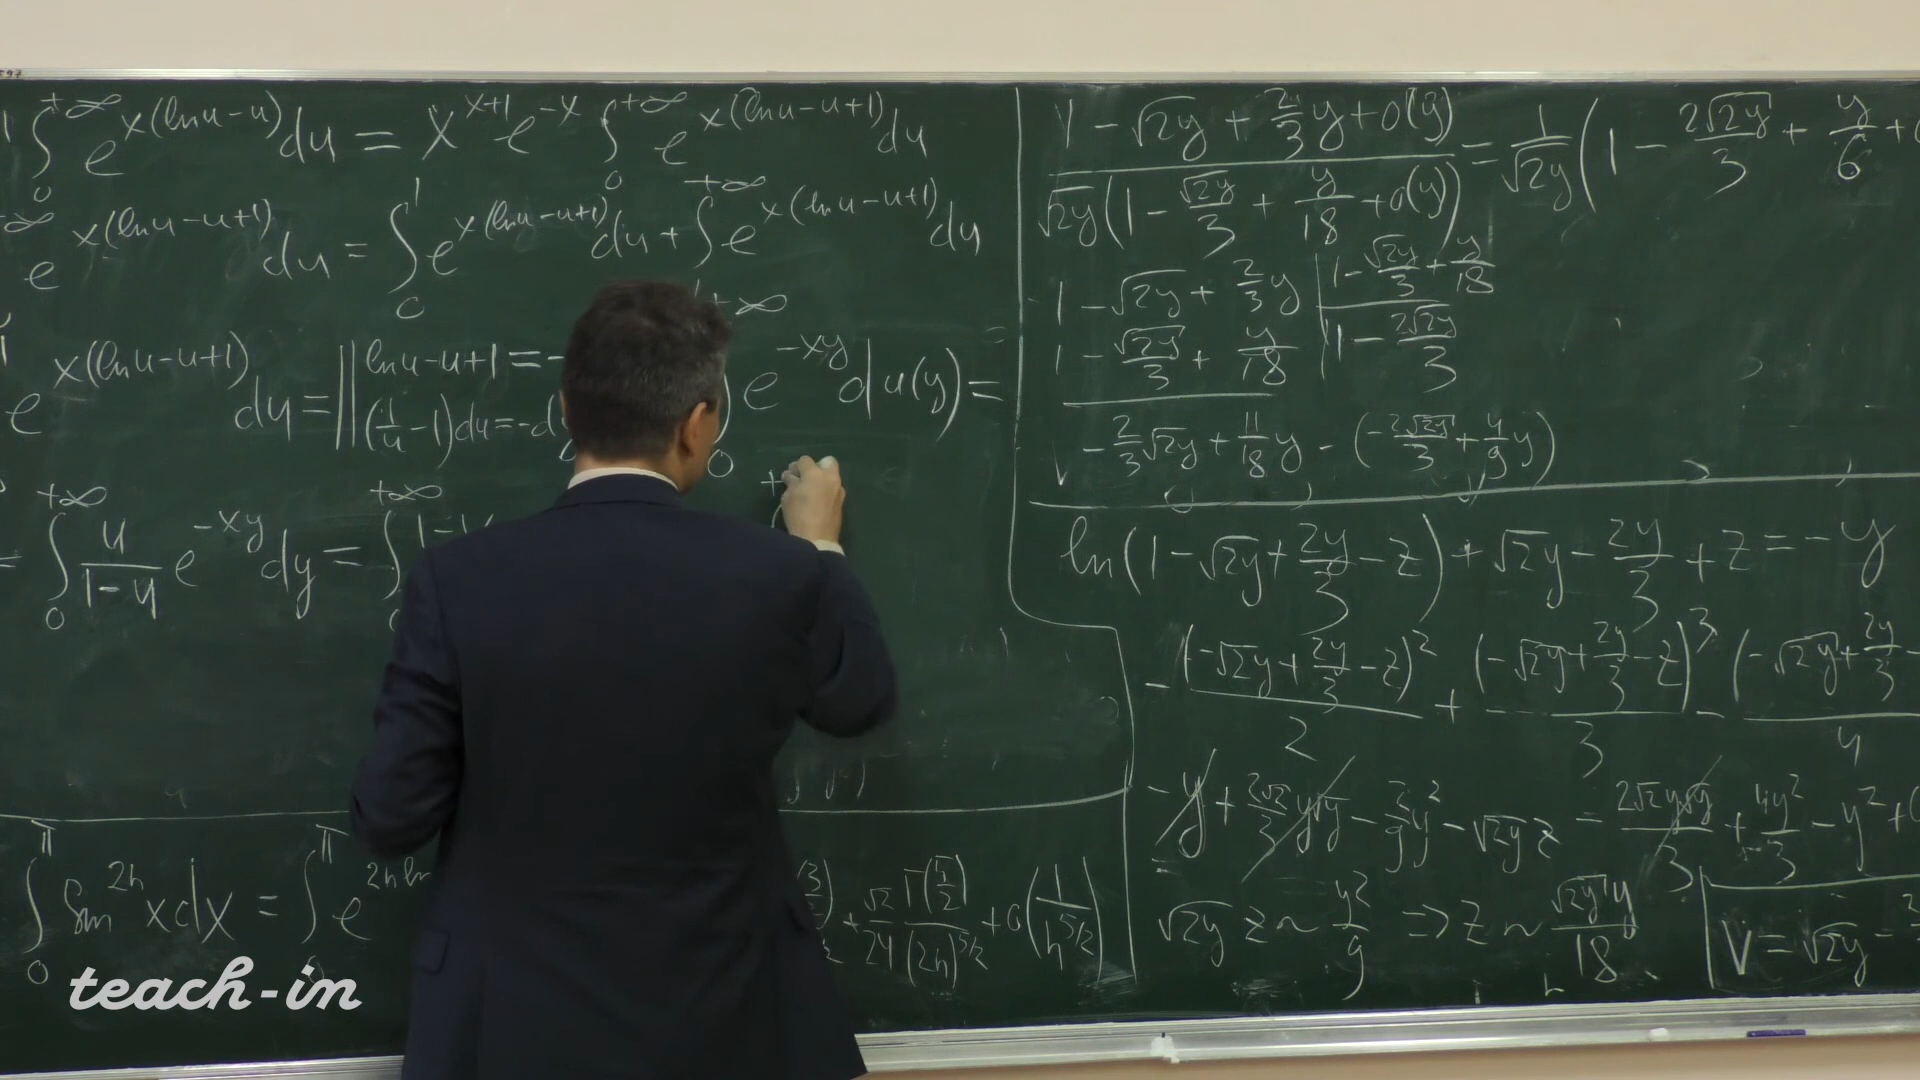 ∫₀^{+∞} e^{x(ln u - u)} du = x^{x+1} e^{-x} ∫₀^{+∞} e^{x(ln u - u + 1)} du
e^{x(ln u - u + 1)} du = ∫₀^1 e^{x(ln u - u + 1)} du + ∫₁^{+∞} e^{x(ln u - u + 1)} du
e^{x(ln u - u + 1)} du = || ln u - u + 1 = -
(1/u - 1) du = -d
e^{-xy} du(y) =
= ∫₀^{+∞} u/(1-u) e^{-xy} dy = ∫₀^{+∞} 1-
∫₀^π sin^{2n} x dx = ∫₀^π e^{2n ln
+ √2/24 Γ(5/2)/(2n)^{5/2} + o(1/n^{5/2})
(1 - √2y + 2/3 y + o(y)) / (√2y (1 - √2y/3 + y/18 + o(y))) = 1/√2y (1 - 2√2y/3 + y/6 +
1 - √2y + 2/3 y | 1 - √2y/3 + y/18
1 - √2y/3 + y/18 | 1 - 2√2y/3
- 2/3 √2y + 11/18 y - (-2√2y/3 + 4/9 y)
ln(1 - √2y + 2y/3 - z) + √2y - 2y/3 + z = -y
- (-√2y + 2y/3 - z)²/2 + (-√2y + 2y/3 - z)³/3 - (-√2y + 2y/3 -
4
-y + 2√2/3 y√y - 2/9 y² - √2y z - 2√2y√y/3 + 4y²/3 - y² +
√2y z ~ y²/9 ⇒ z ~ √2y y/18
V = √2y -
teach-in